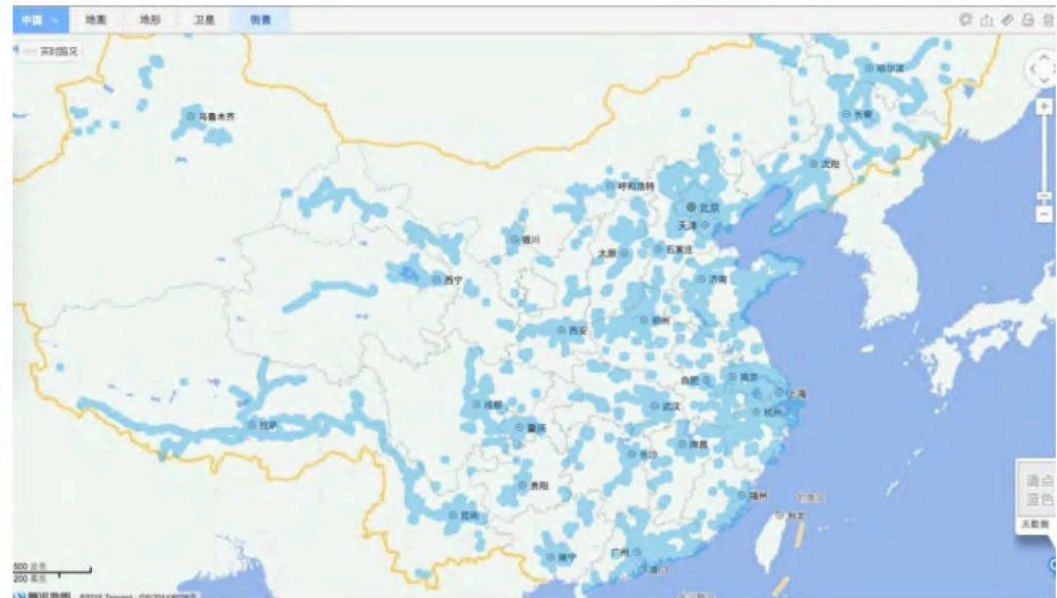 中国
地图
地形
卫星
街景
实时路况
哈尔滨
长春
乌鲁木齐
沈阳
呼和浩特
北京
天津
银川
太原
石家庄
西宁
济南
郑州
西安
合肥
南京
上海
成都
武汉
杭州
拉萨
重庆
南昌
长沙
贵阳
福州
台北
昆明
南宁
广州
澳门
请点
蓝色
无数据
500 公里
200 英里
腾讯地图